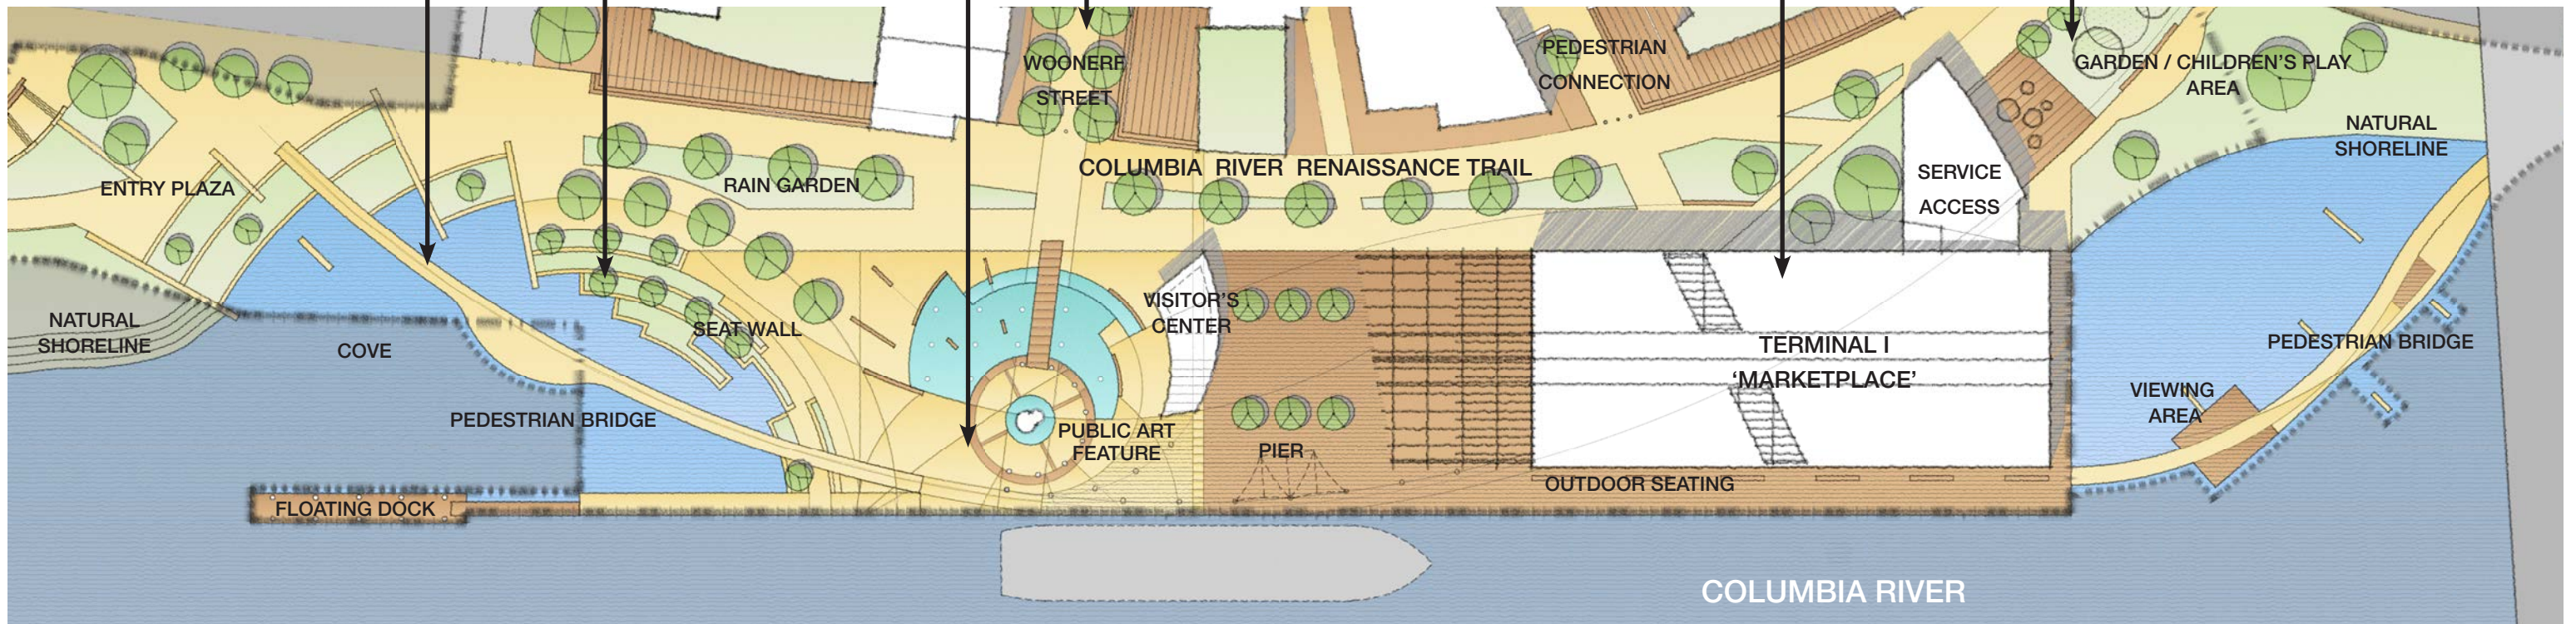 WOONERF
STREET
PEDESTRIAN
CONNECTION
GARDEN / CHILDREN'S PLAY
AREA
NATURAL
SHORELINE
COLUMBIA RIVER RENAISSANCE TRAIL
SERVICE
ACCESS
ENTRY PLAZA
RAIN GARDEN
VISITOR'S
CENTER
NATURAL
SHORELINE
COVE
SEAT WALL
TERMINAL I
'MARKETPLACE'
PEDESTRIAN BRIDGE
VIEWING
AREA
PEDESTRIAN BRIDGE
PUBLIC ART
FEATURE
PIER
OUTDOOR SEATING
FLOATING DOCK
COLUMBIA RIVER